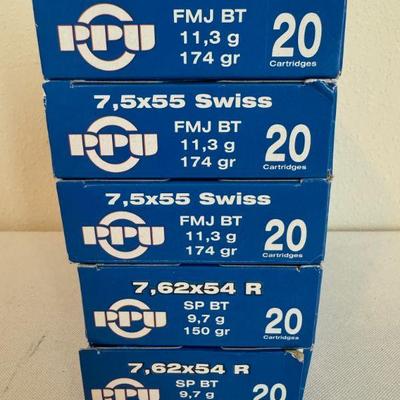 PPU
FMJ BT
11,3 g
174 gr
20
Cartridges
7,5x55 Swiss
PPU
FMJ BT
11,3 g
174 gr
20
Cartridges
7,5x55 Swiss
PPU
FMJ BT
11,3 g
174 gr
20
Cartridges
7,62x54 R
PPU
SP BT
9,7 g
150 gr
20
Cartridges
7,62x54 R
PPU
SP BT
9,7 g
20